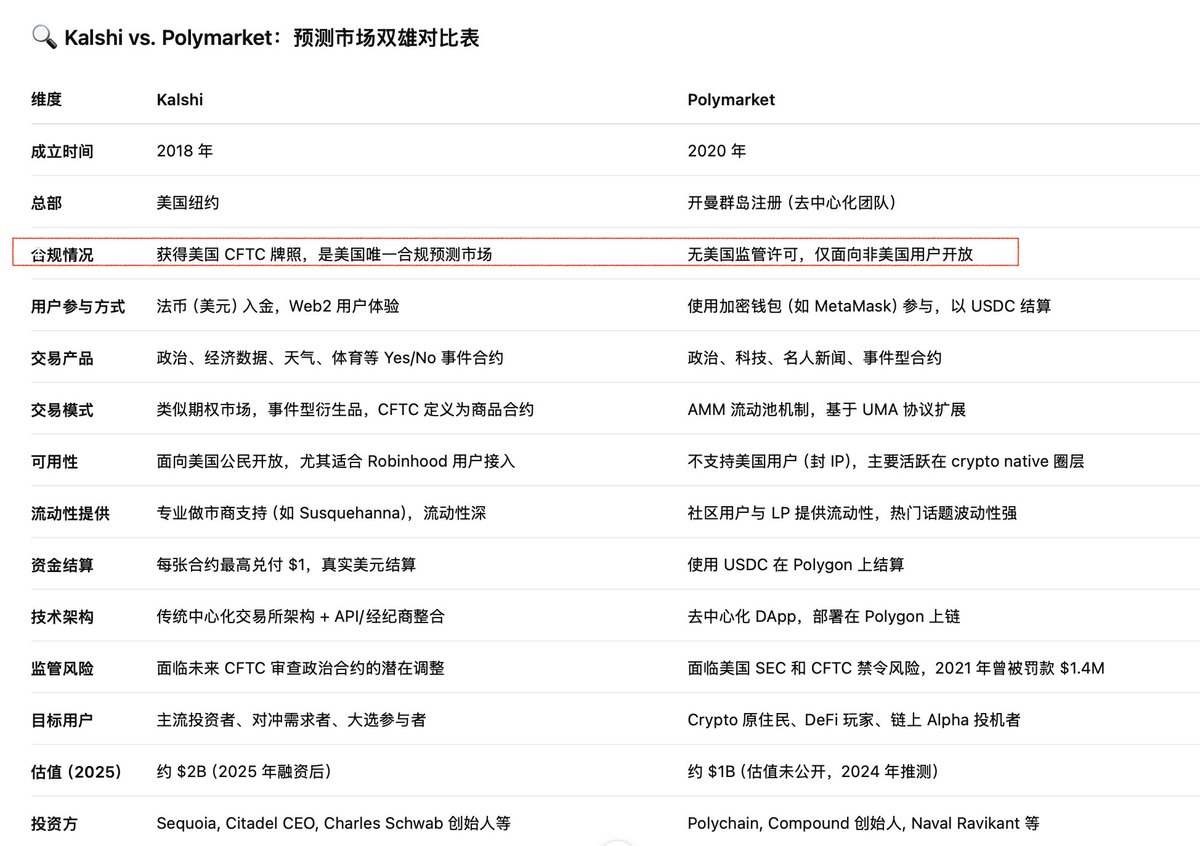 🔍 Kalshi vs. Polymarket：预测市场双雄对比表
维度 Kalshi Polymarket
成立时间 2018 年 2020 年
总部 美国纽约 开曼群岛注册（去中心化团队）
合规情况 获得美国 CFTC 牌照，是美国唯一合规预测市场 无美国监管许可，仅面向非美国用户开放
用户参与方式 法币（美元）入金，Web2 用户体验 使用加密钱包（如 MetaMask）参与，以 USDC 结算
交易产品 政治、经济数据、天气、体育等 Yes/No 事件合约 政治、科技、名人新闻、事件型合约
交易模式 类似期权市场，事件型衍生品，CFTC 定义为商品合约 AMM 流动池机制，基于 UMA 协议扩展
可用性 面向美国公民开放，尤其适合 Robinhood 用户接入 不支持美国用户（封 IP），主要活跃在 crypto native 圈层
流动性提供 专业做市商支持（如 Susquehanna），流动性深 社区用户与 LP 提供流动性，热门话题波动性强
资金结算 每张合约最高兑付 $1，真实美元结算 使用 USDC 在 Polygon 上结算
技术架构 传统中心化交易所架构 + API/经纪商整合 去中心化 DApp，部署在 Polygon 上链
监管风险 面临未来 CFTC 审查政治合约的潜在调整 面临美国 SEC 和 CFTC 禁令风险，2021 年曾被罚款 $1.4M
目标用户 主流投资者、对冲需求者、大选参与者 Crypto 原住民、DeFi 玩家、链上 Alpha 投机者
估值（2025） 约 $2B（2025 年融资后） 约 $1B（估值未公开，2024 年推测）
投资方 Sequoia, Citadel CEO, Charles Schwab 创始人等 Polychain, Compound 创始人, Naval Ravikant 等